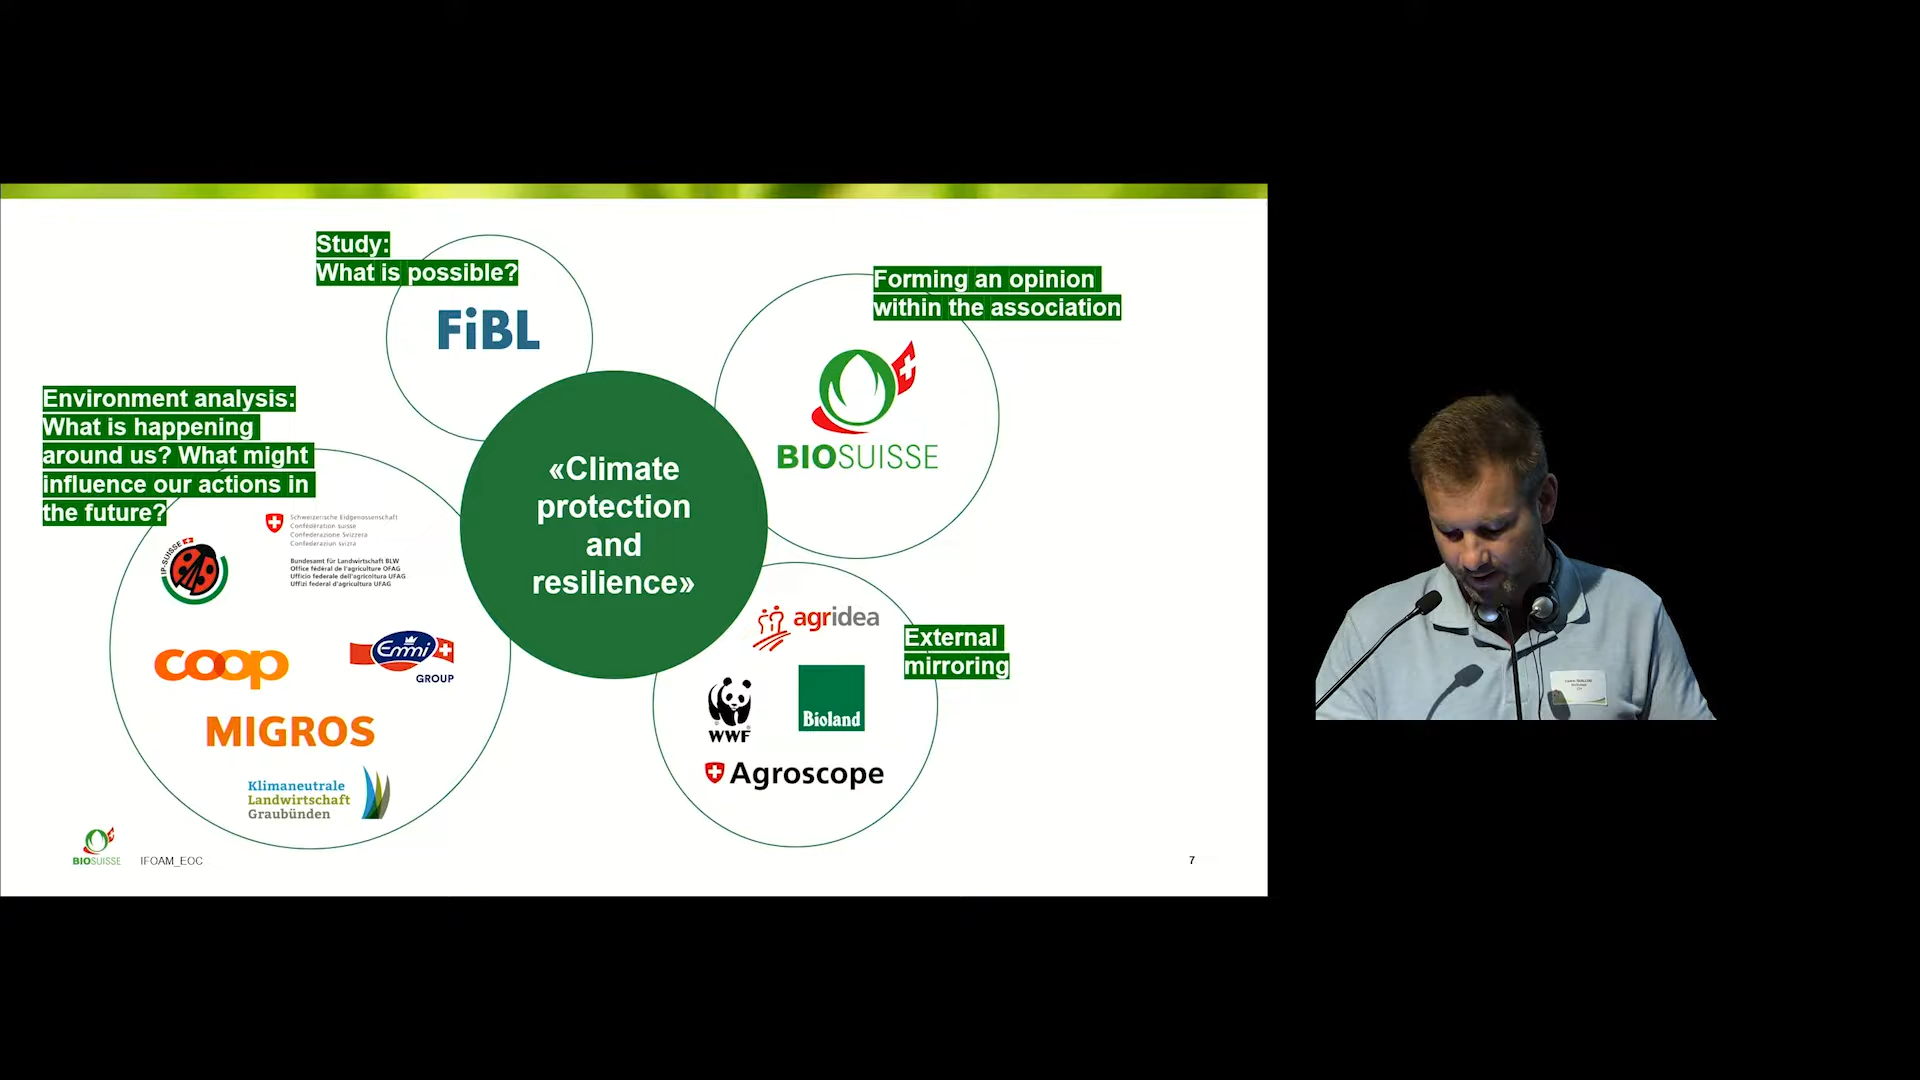 Study:
What is possible?
FiBL
Forming an opinion
within the association
BIOSUISSE
Environment analysis:
What is happening
around us? What might
influence our actions in
the future?
IP-SUISSE
Schweizerische Eidgenossenschaft
Confédération suisse
Confederazione Svizzera
Confederaziun svizra
Bundesamt für Landwirtschaft BLW
Office fédéral de l'agriculture OFAG
Ufficio federale dell'agricoltura UFAG
Uffizi federal d'agricultura UFAG
coop
Emmi
GROUP
MIGROS
Klimaneutrale
Landwirtschaft
Graubünden
«Climate
protection
and
resilience»
agridea
External
mirroring
WWF
Bioland
Agroscope
BIOSUISSE
IFOAM_EOC
7